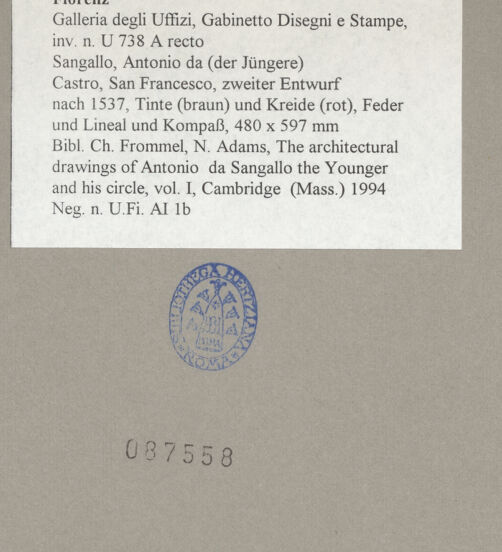 Florenz
Galleria degli Uffizi, Gabinetto Disegni e Stampe,
inv. n. U 738 A recto
Sangallo, Antonio da (der Jüngere)
Castro, San Francesco, zweiter Entwurf
nach 1537, Tinte (braun) und Kreide (rot), Feder
und Lineal und Kompaß, 480 x 597 mm
Bibl. Ch. Frommel, N. Adams, The architectural
drawings of Antonio da Sangallo the Younger
and his circle, vol. I, Cambridge (Mass.) 1994
Neg. n. U.Fi. AI 1b
BIBLIOTHECA HERTZIANA
ROMA
087558